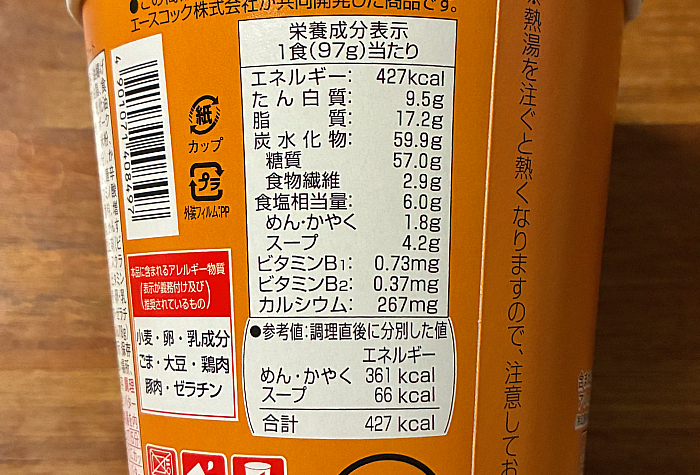 ●この商
エースコック株式会社が共同開発した商品です。
栄養成分表示
1食(97g)当たり
エネルギー: 427kcal
たん白質: 9.5g
脂質: 17.2g
炭水化物: 59.9g
糖質 57.0g
食物繊維 2.9g
食塩相当量: 6.0g
めん・かやく 1.8g
スープ 4.2g
ビタミンB1: 0.73mg
ビタミンB2: 0.37mg
カルシウム: 267mg
●参考値:調理直後に分別した値
エネルギー
めん・かやく 361 kcal
スープ 66 kcal
合計 427 kcal
4 901071 408497
紙
カップ
プラ
外装フィルム:PP
本品に含まれるアレルギー物質
(表示が義務付け及び
推奨されているもの)
小麦・卵・乳成分
ごま・大豆・鶏肉
豚肉・ゼラチン
熱湯を注ぐと熱くなりますので、注意してお